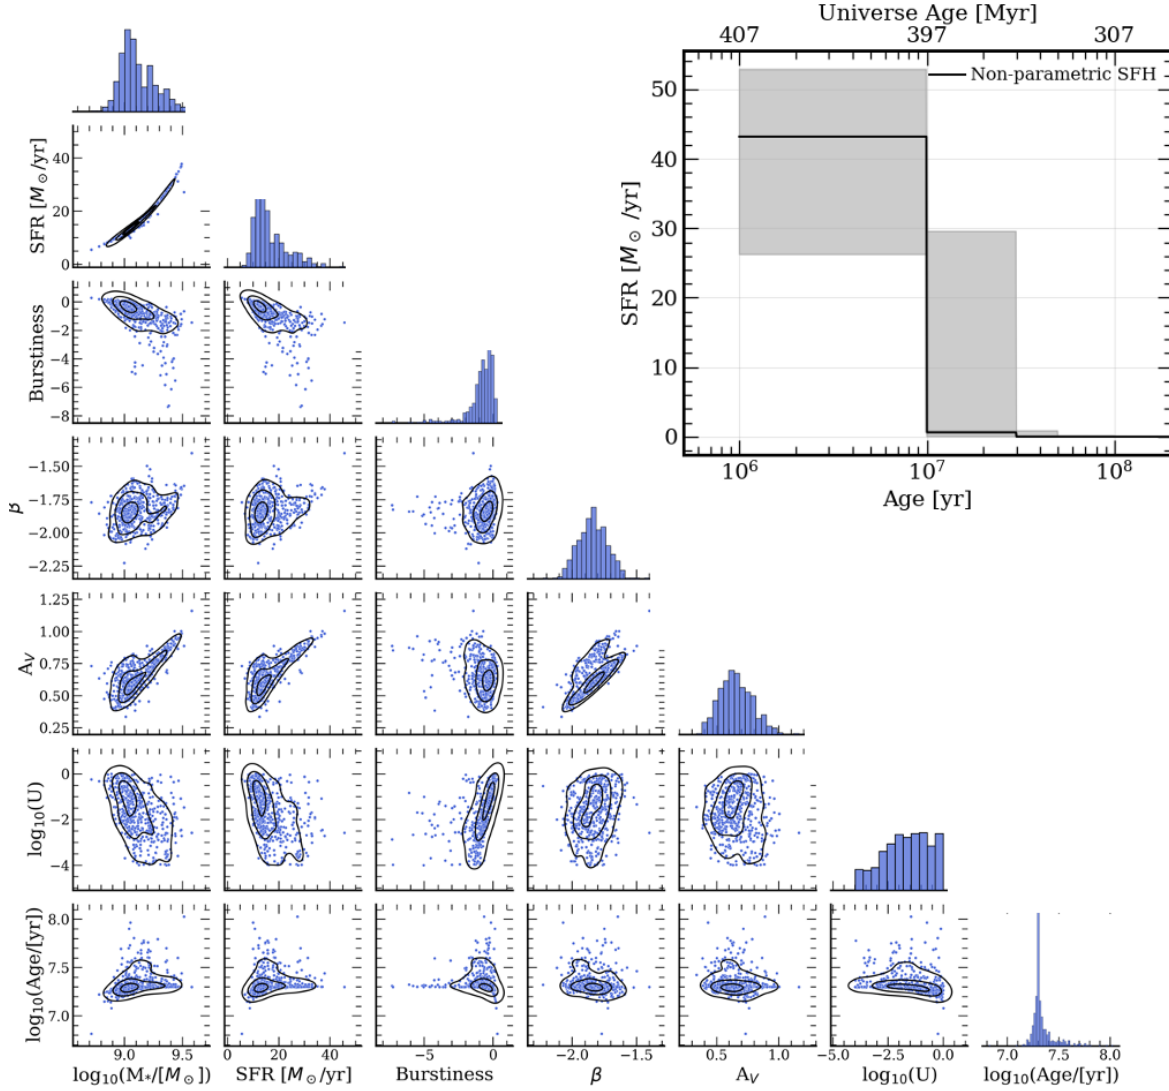 Universe Age [Myr]
407 397 307
Non-parametric SFH
50
40
30
20
10
0
SFR [M⊙/yr]
10⁶ 10⁷ 10⁸
Age [yr]
SFR [M⊙/yr]
40
20
0
Burstiness
0
−2
−4
−6
−8
β
−1.50
−1.75
−2.00
−2.25
A_V
1.25
1.00
0.75
0.50
0.25
log₁₀(U)
0
−2
−4
log₁₀(Age/[yr])
8.0
7.5
7.0
9.0 9.5 0 20 40 −5 0 −2.0 −1.5 0.5 1.0 −5.0 −2.5 0.0 7.0 7.5 8.0
log₁₀(M*/[M⊙]) SFR [M⊙/yr] Burstiness β A_V log₁₀(U) log₁₀(Age/[yr])